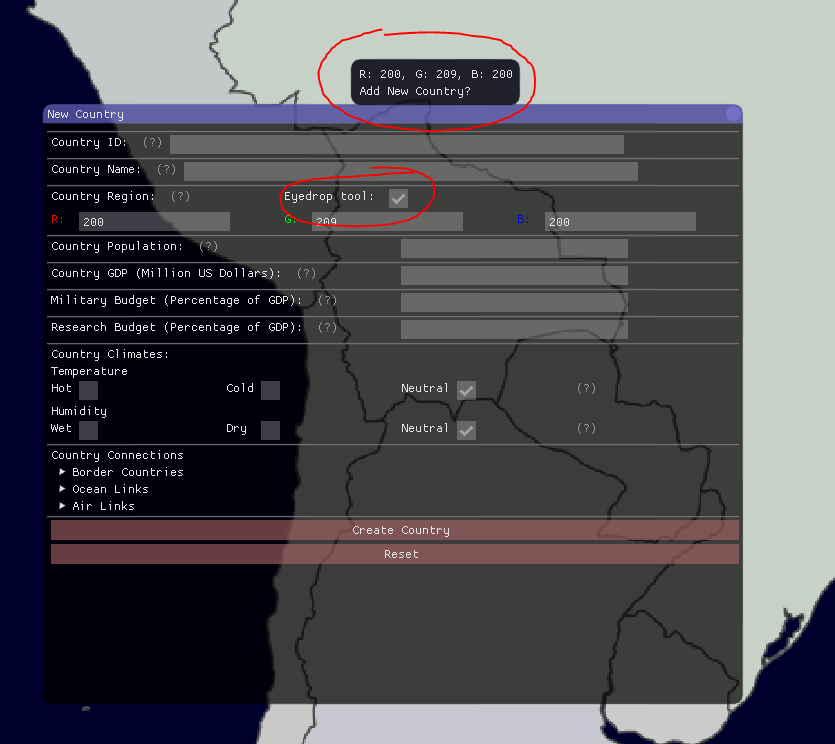 R: 200, G: 209, B: 200
Add New Country?
New Country
Country ID: (?)
Country Name: (?)
Country Region: (?) Eyedrop tool:
R: 200 G: 209 B: 200
Country Population: (?)
Country GDP (Million US Dollars): (?)
Military Budget (Percentage of GDP): (?)
Research Budget (Percentage of GDP): (?)
Country Climates:
Temperature
Hot Cold Neutral (?)
Humidity
Wet Dry Neutral (?)
Country Connections
Border Countries
Ocean Links
Air Links
Create Country
Reset